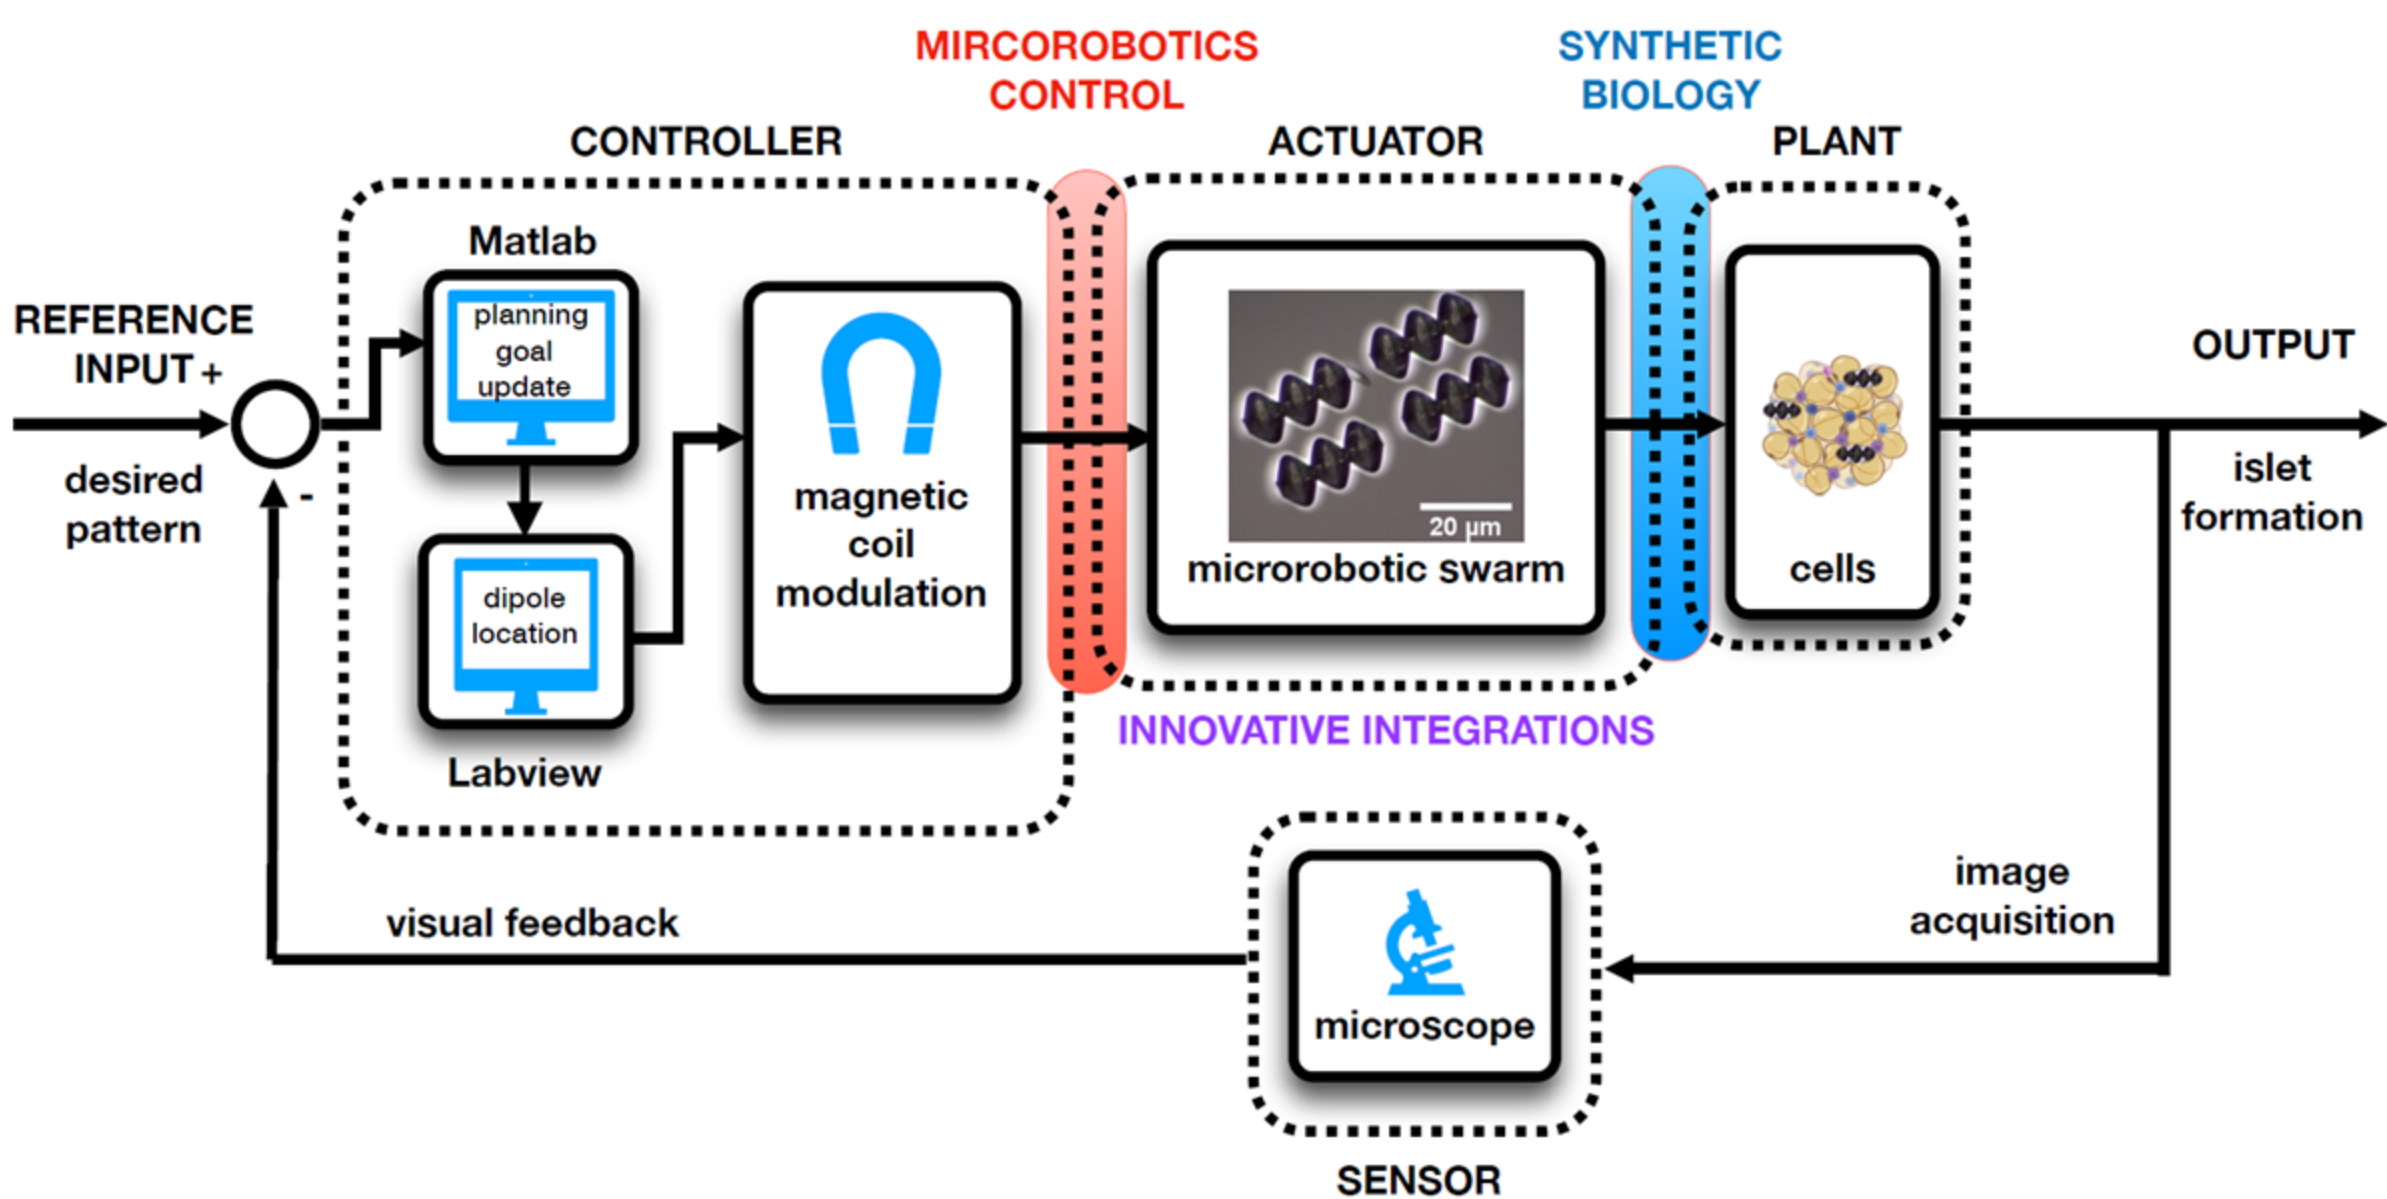 MIRCOROBOTICS
CONTROL
SYNTHETIC
BIOLOGY
CONTROLLER
ACTUATOR
PLANT
REFERENCE
INPUT +
desired
pattern
-
Matlab
planning
goal
update
dipole
location
Labview
magnetic
coil
modulation
20 µm
microrobotic swarm
cells
OUTPUT
islet
formation
INNOVATIVE INTEGRATIONS
image
acquisition
visual feedback
microscope
SENSOR